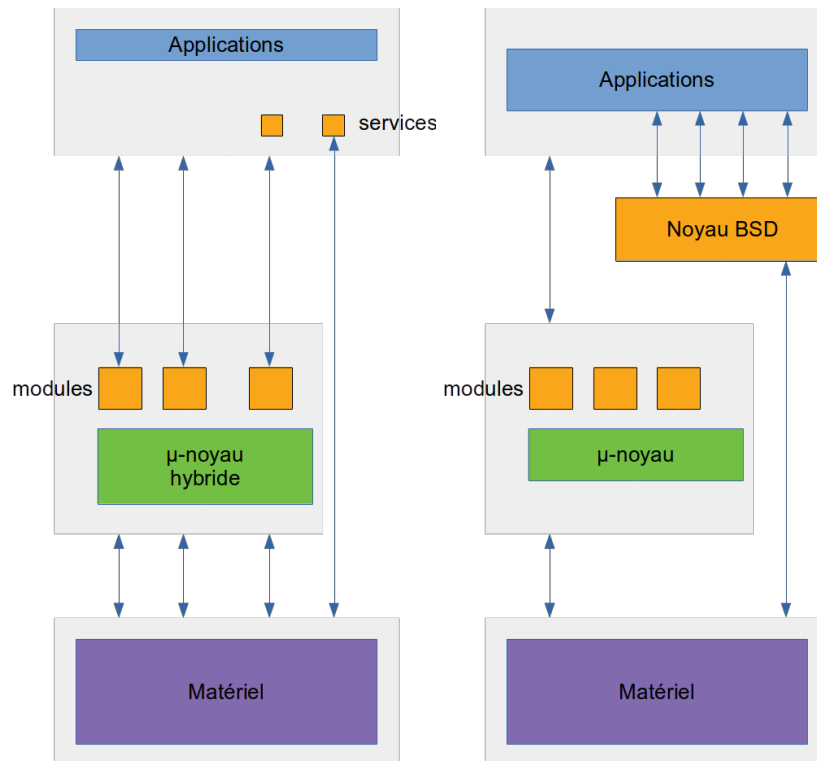 Applications
services
modules
µ-noyau
hybride
Matériel
Applications
Noyau BSD
modules
µ-noyau
Matériel